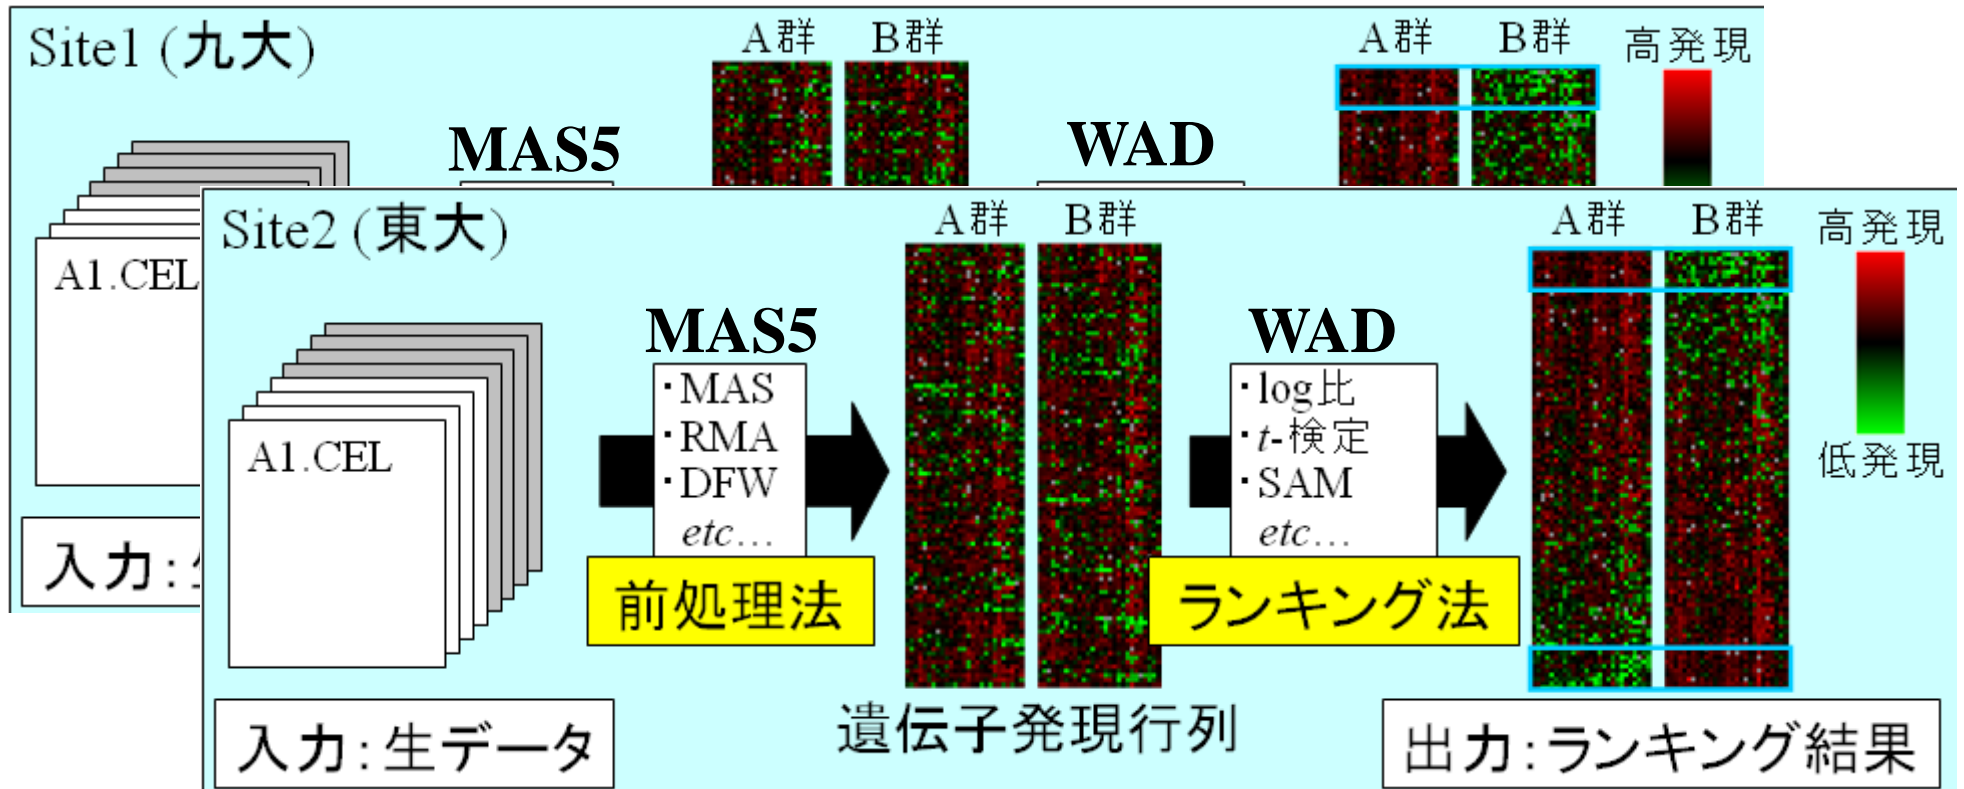 Site1 (九大)
A群 B群
A群 B群
高発現
MAS5
WAD
A1.CEL
入力:
Site2 (東大)
A群 B群
A群 B群
高発現
低発現
A1.CEL
MAS5
・MAS
・RMA
・DFW
etc…
前処理法
WAD
・log比
・t-検定
・SAM
etc…
ランキング法
入力:生データ
遺伝子発現行列
出力:ランキング結果